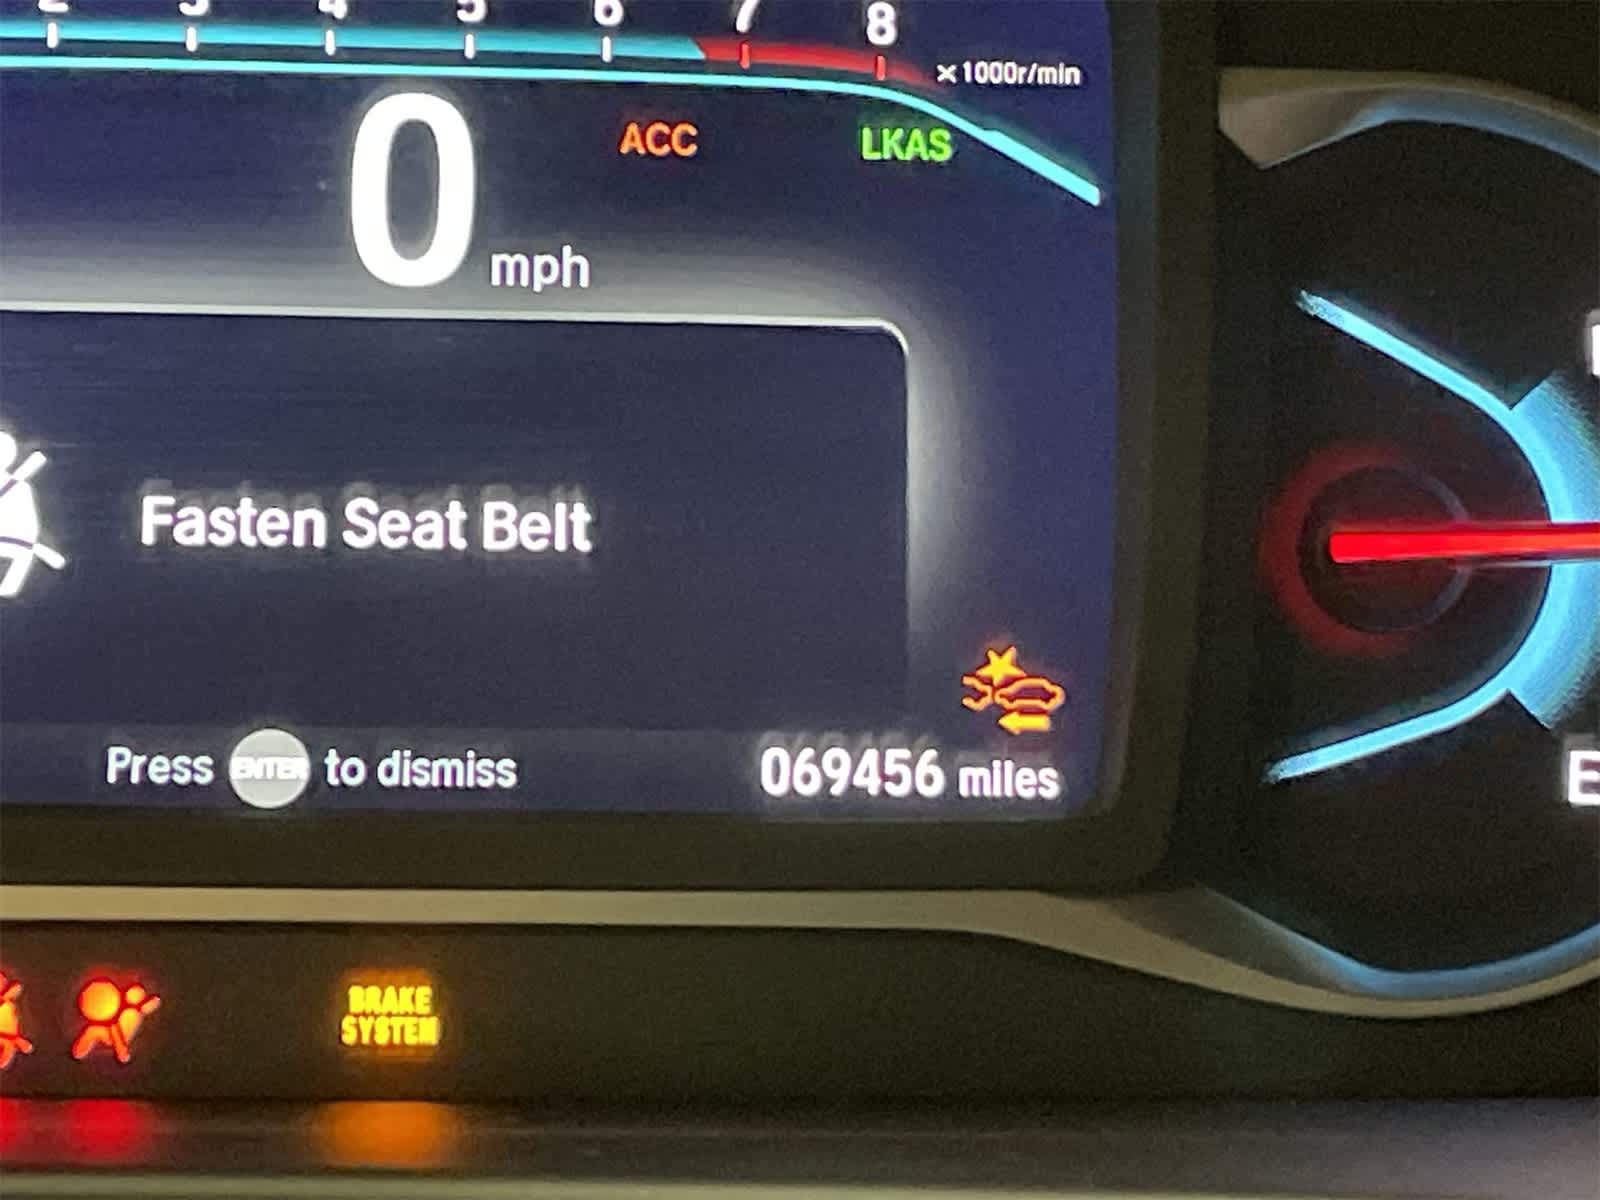 2 3 4 5 6 7 8
×1000r/min
0 mph
ACC
LKAS
Fasten Seat Belt
Press ENTER to dismiss
069456 miles
E
BRAKE
SYSTEM